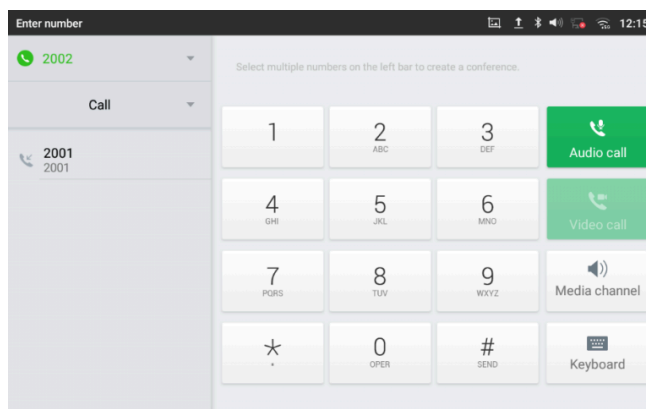 Enter number
12:15
2002
Call
2001
2001
Select multiple numbers on the left bar to create a conference.
1
2
ABC
3
DEF
Audio call
4
GHI
5
JKL
6
MNO
Video call
7
PQRS
8
TUV
9
WXYZ
Media channel
*
.
0
OPER
#
SEND
Keyboard